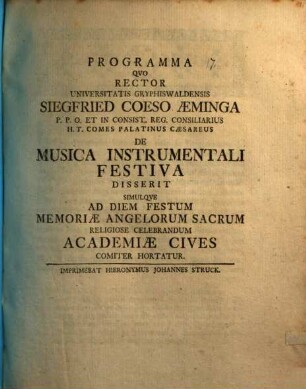 PROGRAMMA
7
QVO
RECTOR
UNIVERSITATIS GRYPHISWALDENSIS
SIEGFRIED COESO ÆMINGA
P. P. O. ET IN CONSIST. REG. CONSILIARIUS
H. T. COMES PALATINUS CÆSAREUS
DE
MUSICA INSTRUMENTALI
FESTIVA
DISSERIT
SIMULQVE
AD DIEM FESTUM
MEMORIÆ ANGELORUM SACRUM
RELIGIOSE CELEBRANDUM
ACADEMIÆ CIVES
COMITER HORTATUR.
IMPRIMEBAT HIERONYMUS JOHANNES STRUCK.